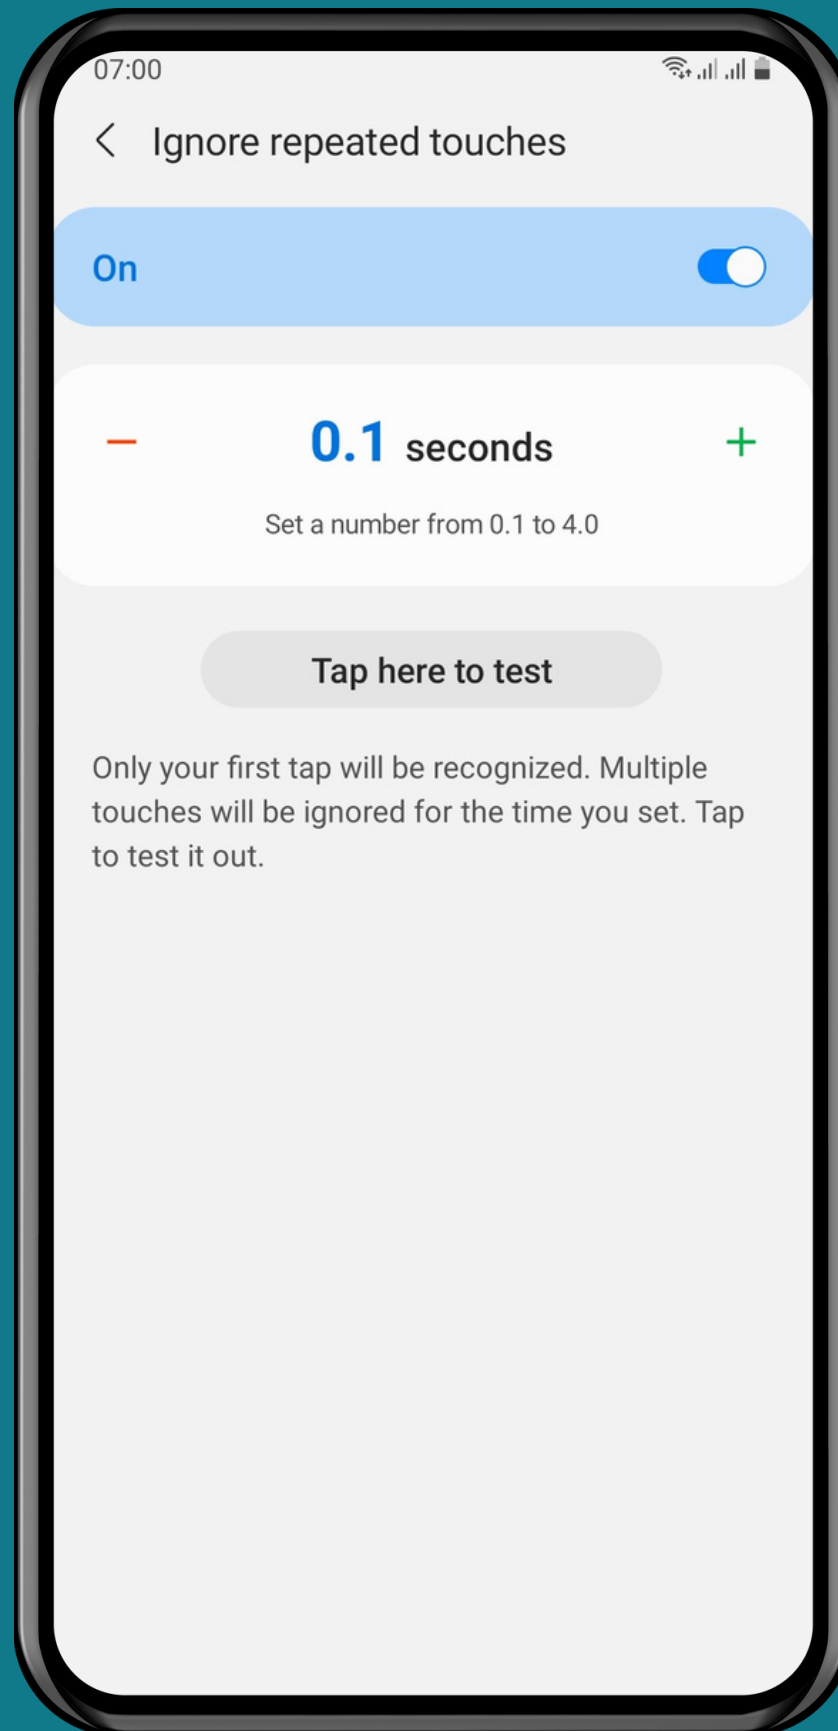 07:00
Ignore repeated touches
On
0.1 seconds
Set a number from 0.1 to 4.0
Tap here to test
Only your first tap will be recognized. Multiple
touches will be ignored for the time you set. Tap
to test it out.